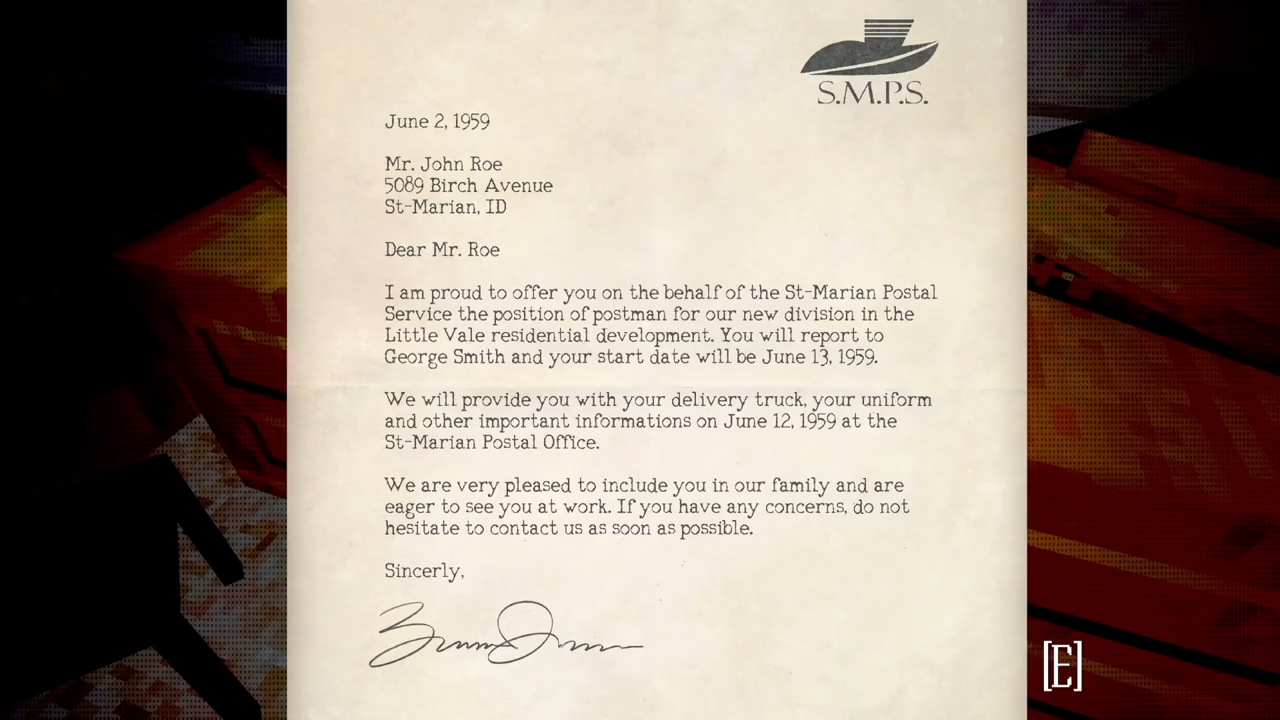 S.M.P.S.
June 2, 1959
Mr. John Roe
5089 Birch Avenue
St-Marian, ID
Dear Mr. Roe
I am proud to offer you on the behalf of the St-Marian Postal
Service the position of postman for our new division in the
Little Vale residential development. You will report to
George Smith and your start date will be June 13, 1959.
We will provide you with your delivery truck, your uniform
and other important informations on June 12, 1959 at the
St-Marian Postal Office.
We are very pleased to include you in our family and are
eager to see you at work. If you have any concerns, do not
hesitate to contact us as soon as possible.
Sincerly,
[E]